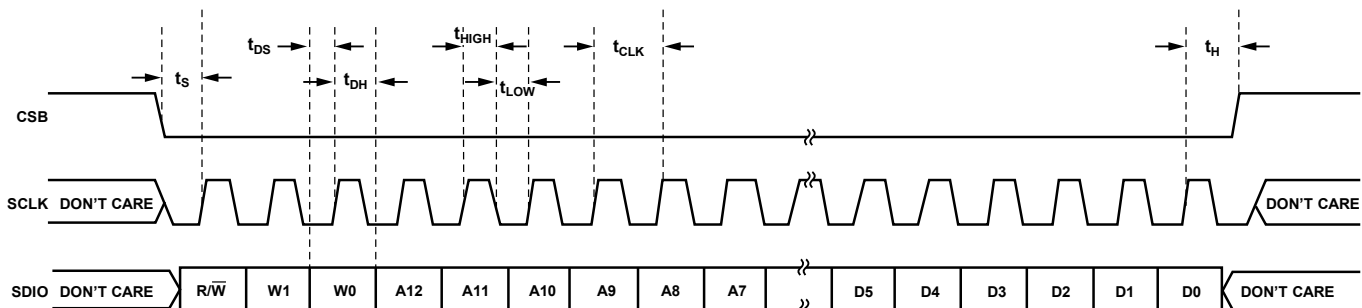 tDS tHIGH tCLK tH
tS tDH tLOW
CSB
SCLK DON'T CARE DON'T CARE
SDIO DON'T CARE R/W̅ W1 W0 A12 A11 A10 A9 A8 A7 D5 D4 D3 D2 D1 D0 DON'T CARE